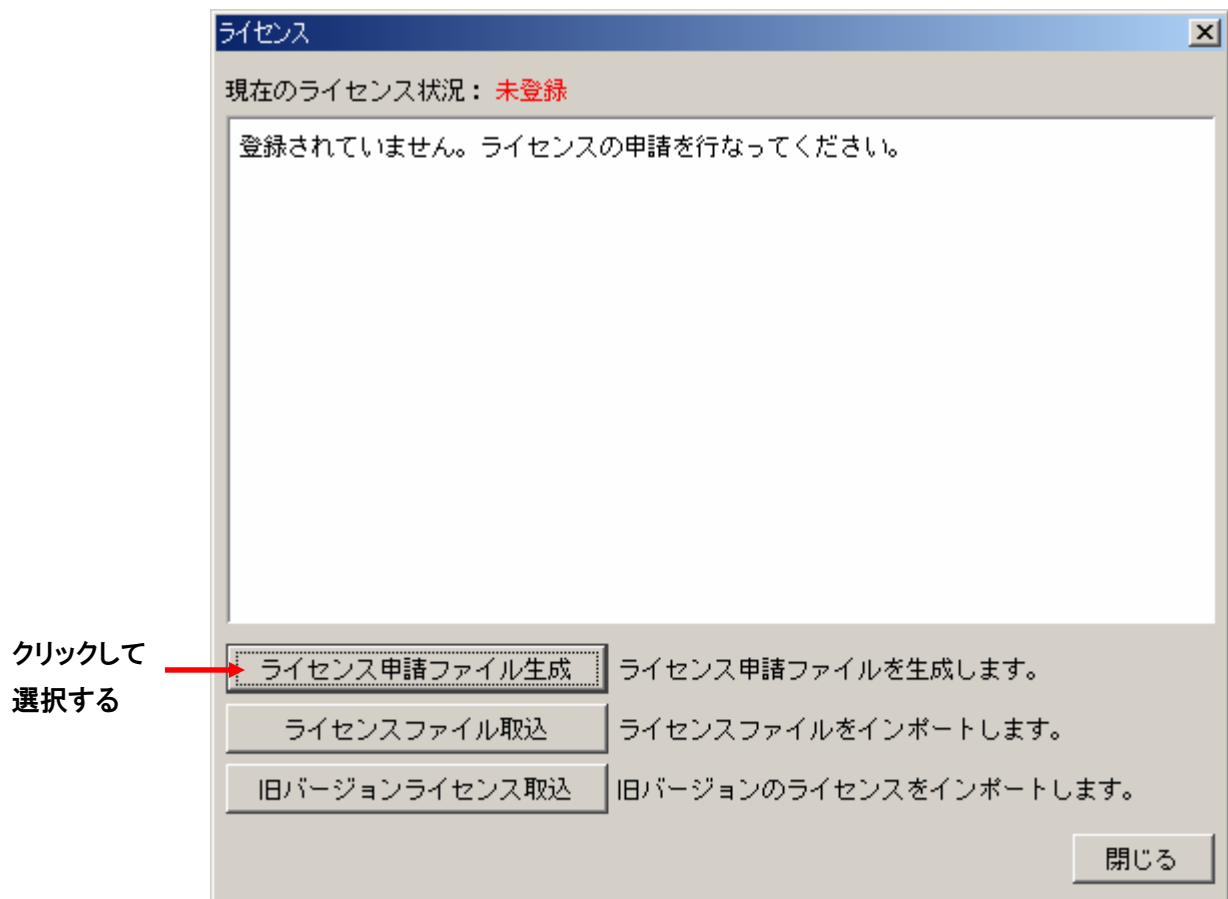 ライセンス
現在のライセンス状況： 未登録
登録されていません。ライセンスの申請を行なってください。
クリックして
選択する
ライセンス申請ファイル生成 ライセンス申請ファイルを生成します。
ライセンスファイル取込 ライセンスファイルをインポートします。
旧バージョンライセンス取込 旧バージョンのライセンスをインポートします。
閉じる